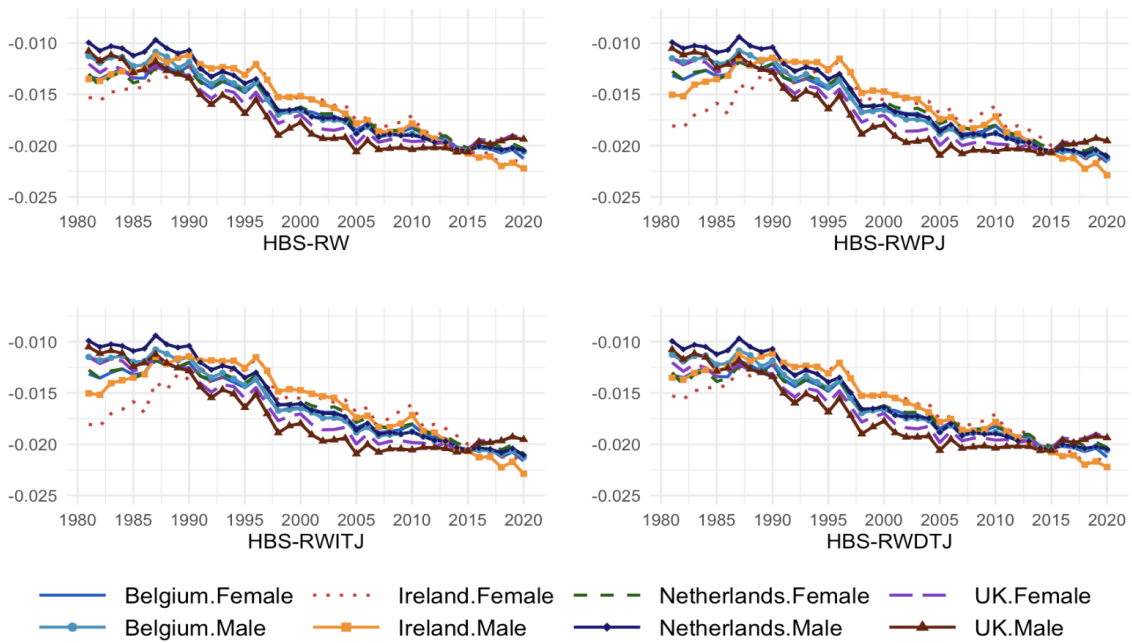 -0.010
-0.015
-0.020
-0.025
1980 1985 1990 1995 2000 2005 2010 2015 2020
HBS-RW
-0.010
-0.015
-0.020
-0.025
1980 1985 1990 1995 2000 2005 2010 2015 2020
HBS-RWPJ
-0.010
-0.015
-0.020
-0.025
1980 1985 1990 1995 2000 2005 2010 2015 2020
HBS-RWITJ
-0.010
-0.015
-0.020
-0.025
1980 1985 1990 1995 2000 2005 2010 2015 2020
HBS-RWDTJ
Belgium.Female Ireland.Female Netherlands.Female UK.Female
Belgium.Male Ireland.Male Netherlands.Male UK.Male